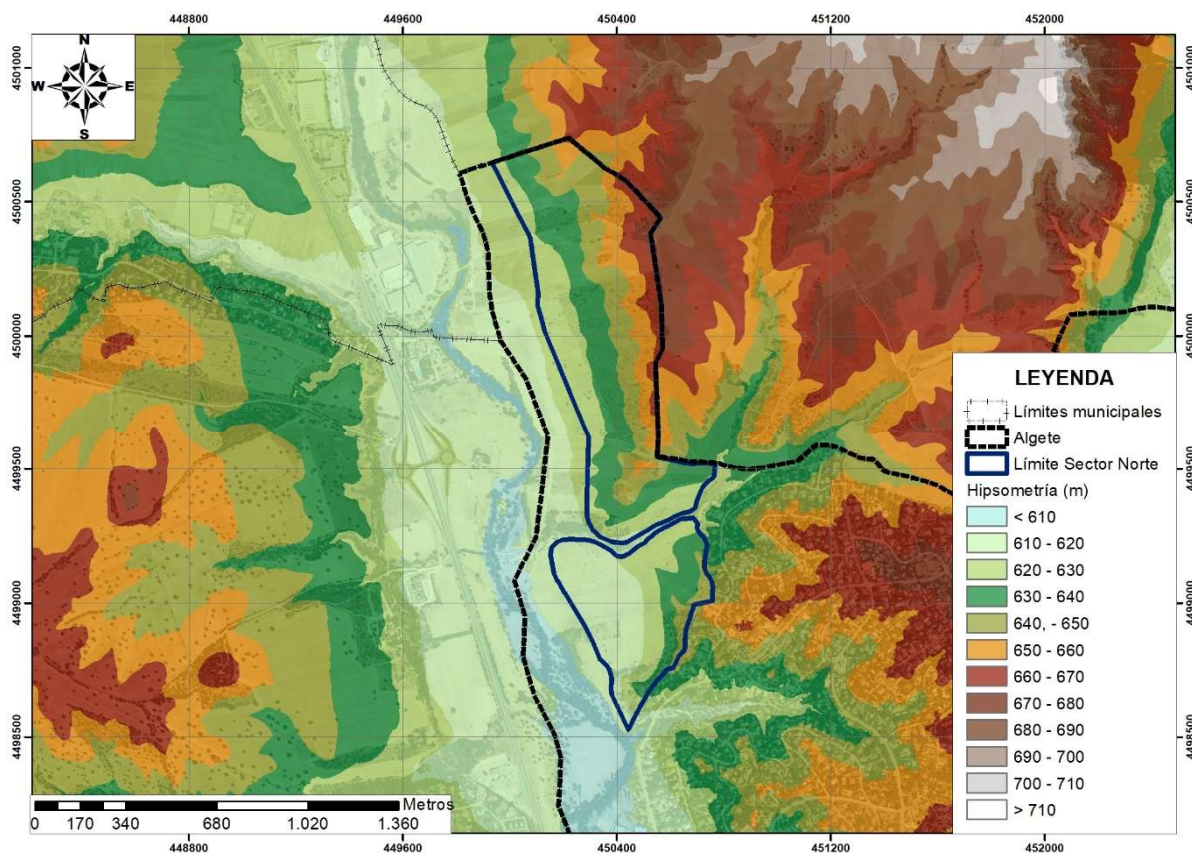 448800 449600 450400 451200 452000
N
W E
S
4501000 4501000
4500500 4500500
4500000 4500000
4499500 4499500
4499000 4499000
4498500 4498500
LEYENDA
Límites municipales
Algete
Límite Sector Norte
Hipsometría (m)
< 610
610 - 620
620 - 630
630 - 640
640, - 650
650 - 660
660 - 670
670 - 680
680 - 690
690 - 700
700 - 710
> 710
Metros
0 170 340 680 1.020 1.360
448800 449600 450400 451200 452000